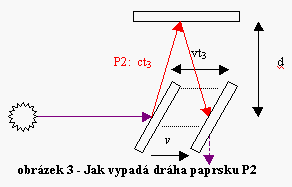 P2: ct₃
vt₃
d
v
obrázek 3 - Jak vypadá dráha paprsku P2